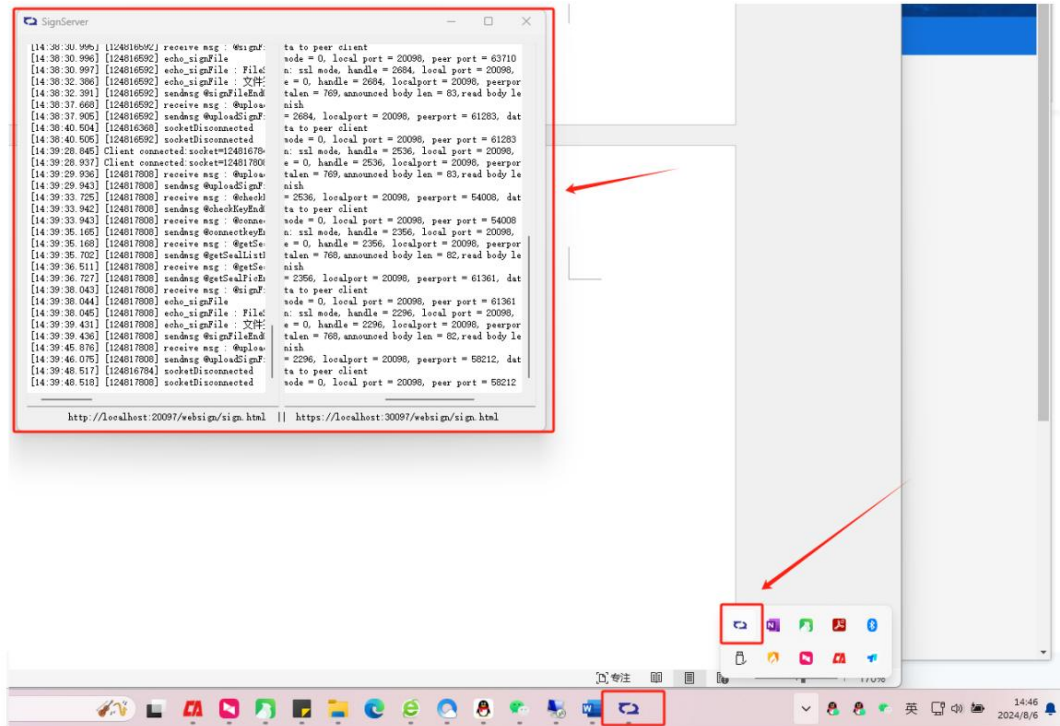 SignServer
[14:38:30.995] [124816592] receive msg : @signF:
[14:38:30.996] [124816592] echo_signFile
[14:38:30.997] [124816592] echo_signFile : File
[14:38:32.386] [124816592] echo_signFile : 文件
[14:38:32.391] [124816592] sendmsg @signFileEnd
[14:38:37.668] [124816592] receive msg : @uploa
[14:38:37.905] [124816592] sendmsg @uploadSignF:
[14:38:40.504] [124816368] socketDisconnected
[14:38:40.505] [124816592] socketDisconnected
[14:39:28.845] Client connected:socket=12481678
[14:39:28.937] Client connected:socket=12481780
[14:39:29.936] [124817808] receive msg : @uploa
[14:39:29.943] [124817808] sendmsg @uploadSignF:
[14:39:33.725] [124817808] receive msg : @check
[14:39:33.942] [124817808] sendmsg @checkKeyEnd
[14:39:33.943] [124817808] receive msg : @conne
[14:39:35.165] [124817808] sendmsg @connectkeyE
[14:39:35.168] [124817808] receive msg : @getSe
[14:39:35.702] [124817808] sendmsg @getSealList
[14:39:36.511] [124817808] receive msg : @getSe
[14:39:36.727] [124817808] sendmsg @getSealPicE
[14:39:38.043] [124817808] receive msg : @signF:
[14:39:38.044] [124817808] echo_signFile
[14:39:38.045] [124817808] echo_signFile : File
[14:39:39.431] [124817808] echo_signFile : 文件
[14:39:39.436] [124817808] sendmsg @signFileEnd
[14:39:45.876] [124817808] receive msg : @uploa
[14:39:46.075] [124817808] sendmsg @uploadSignF:
[14:39:48.517] [124816784] socketDisconnected
[14:39:48.518] [124817808] socketDisconnected
ta to peer client
mode = 0, local port = 20098, peer port = 63710
n: ssl mode, handle = 2684, local port = 20098,
e = 0, handle = 2684, localport = 20098, peerpor
talen = 769,announced body len = 83,read body le
nish
= 2684, localport = 20098, peerport = 61283, dat
ta to peer client
mode = 0, local port = 20098, peer port = 61283
n: ssl mode, handle = 2536, local port = 20098,
e = 0, handle = 2536, localport = 20098, peerpor
talen = 769,announced body len = 83,read body le
nish
= 2536, localport = 20098, peerport = 54008, dat
ta to peer client
mode = 0, local port = 20098, peer port = 54008
n: ssl mode, handle = 2356, local port = 20098,
e = 0, handle = 2356, localport = 20098, peerpor
talen = 768,announced body len = 82,read body le
nish
= 2356, localport = 20098, peerport = 61361, dat
ta to peer client
mode = 0, local port = 20098, peer port = 61361
n: ssl mode, handle = 2296, local port = 20098,
e = 0, handle = 2296, localport = 20098, peerpor
talen = 768,announced body len = 82,read body le
nish
= 2296, localport = 20098, peerport = 58212, dat
ta to peer client
mode = 0, local port = 20098, peer port = 58212
http://localhost:20097/websign/sign.html || https://localhost:30097/websign/sign.html
专注
170%
英
14:46
2024/8/6